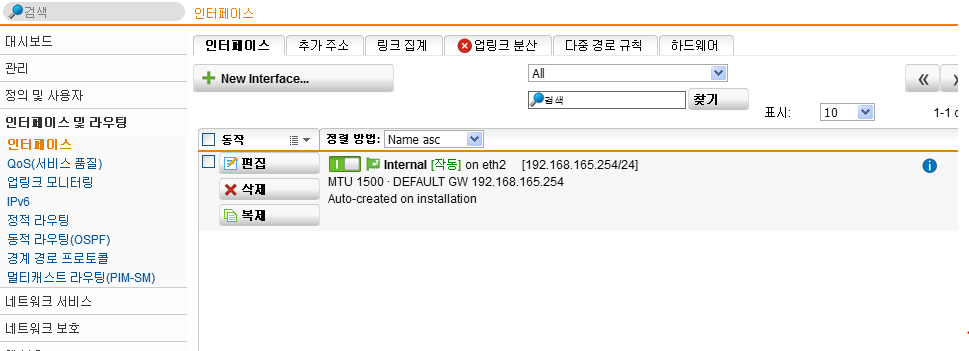 검색
인터페이스
대시보드
관리
정의 및 사용자
인터페이스 및 라우팅
인터페이스
QoS(서비스 품질)
업링크 모니터링
IPv6
정적 라우팅
동적 라우팅(OSPF)
경계 경로 프로토콜
멀티캐스트 라우팅(PIM-SM)
네트워크 서비스
네트워크 보호
인터페이스 추가 주소 링크 집계 업링크 분산 다중 경로 규칙 하드웨어
New Interface...
All
검색 찾기
표시: 10 1-1
동작 정렬 방법: Name asc
편집 Internal [작동] on eth2 [192.168.165.254/24]
삭제 MTU 1500 · DEFAULT GW 192.168.165.254
복제 Auto-created on installation